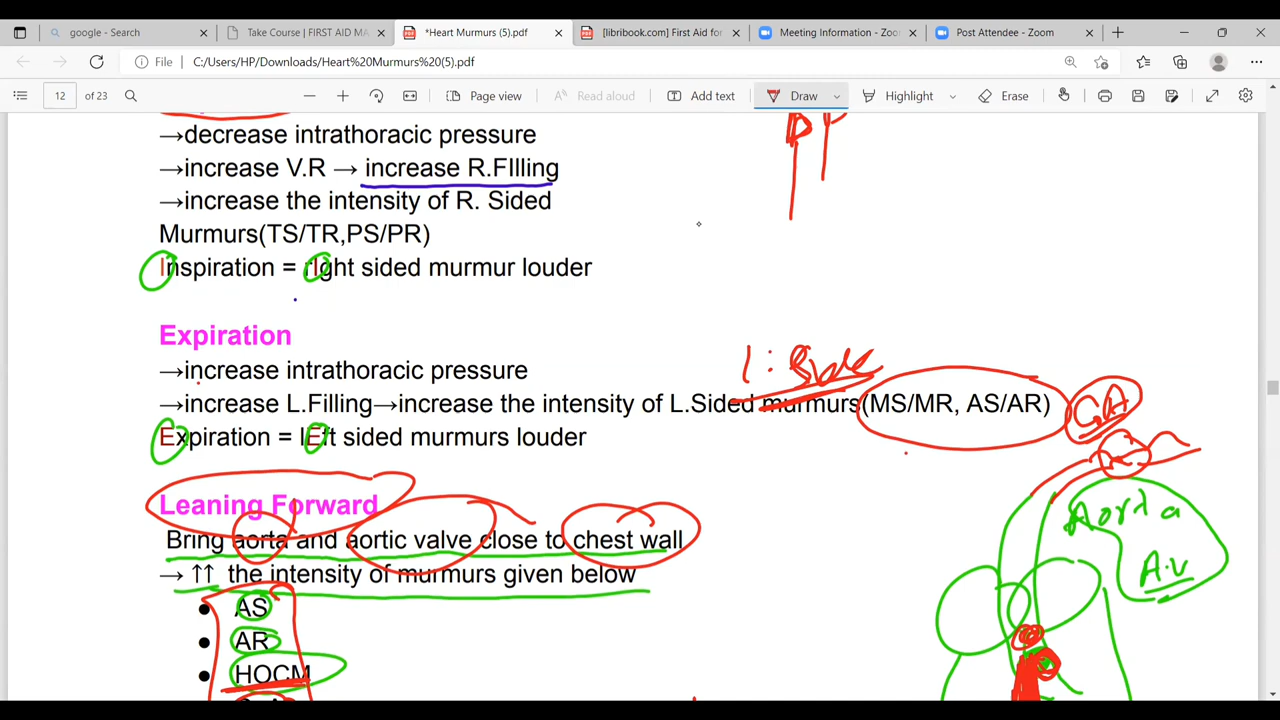 google - Search
Take Course | FIRST AID MA
*Heart Murmurs (5).pdf
[libribook.com] First Aid for
Meeting Information - Zoo
Post Attendee - Zoom
File
C:/Users/HP/Downloads/Heart%20Murmurs%20(5).pdf
12 of 23
Page view
Read aloud
Add text
Draw
Highlight
Erase
→decrease intrathoracic pressure
→increase V.R → increase R.FIlling
→increase the intensity of R. Sided
Murmurs(TS/TR,PS/PR)
Inspiration = rIght sided murmur louder
Expiration
→increase intrathoracic pressure
→increase L.Filling→increase the intensity of L.Sided murmurs(MS/MR, AS/AR)
Expiration = lEft sided murmurs louder
Leaning Forward
Bring aorta and aortic valve close to chest wall
→ ↑↑ the intensity of murmurs given below
● AS
● AR
● HOCM
Aorta
A.V